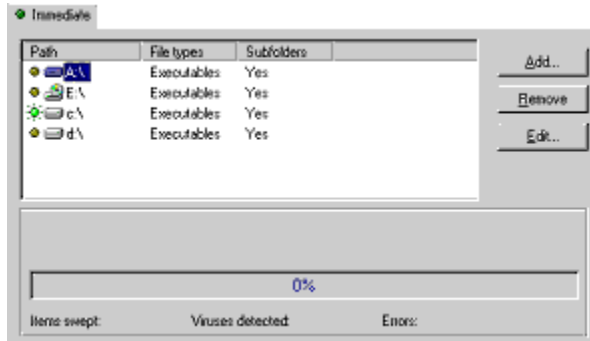 Immediate
Path File types Subfolders
A:\ Executables Yes
E:\ Executables Yes
c:\ Executables Yes
d:\ Executables Yes
Add...
Remove
Edit...
0%
Items swept: Viruses detected: Errors: